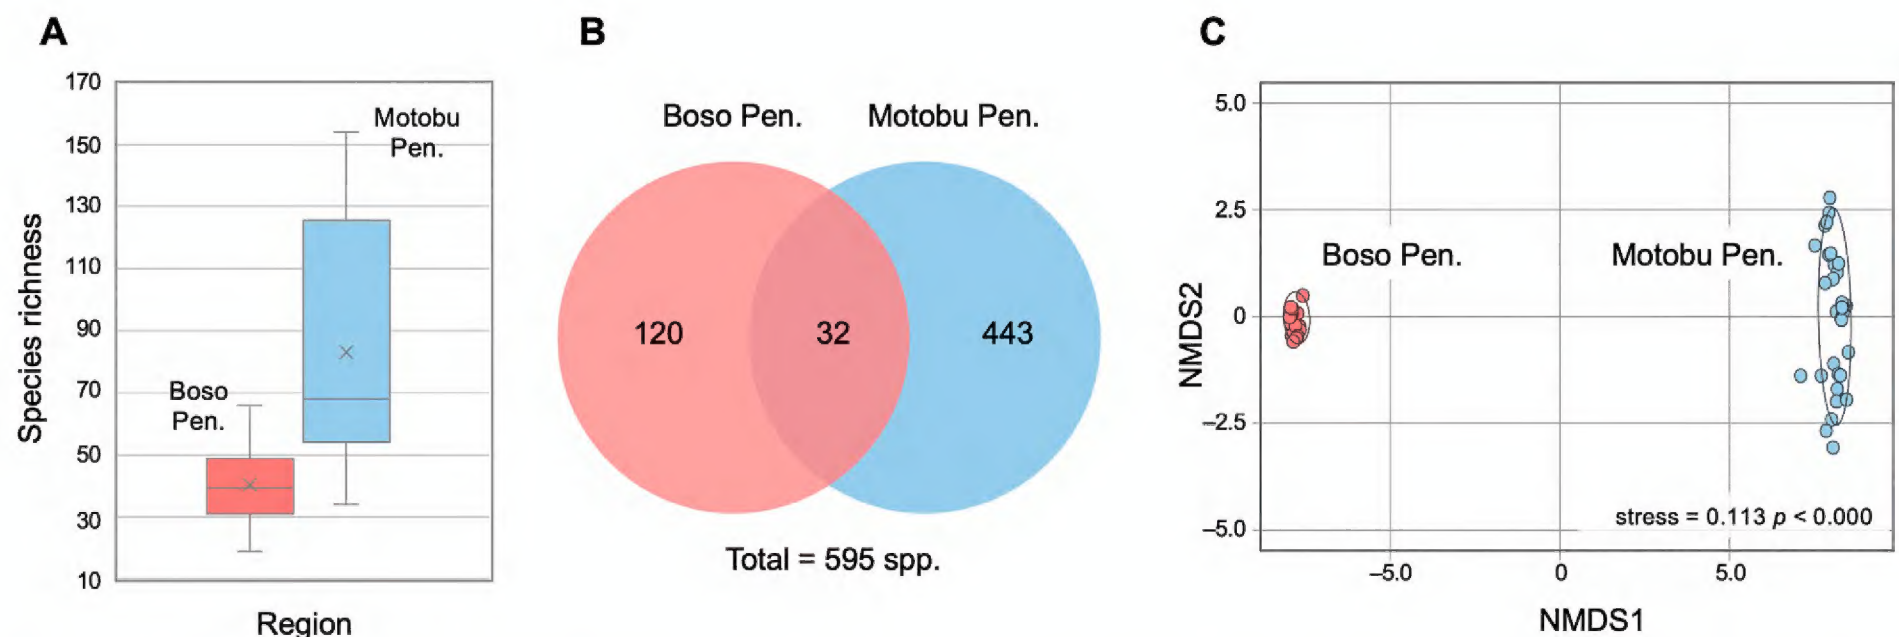 A
170
150
130
110
90
70
50
30
10
Species richness
Motobu
Pen.
Boso
Pen.
Region
B
Boso Pen.
Motobu Pen.
120
32
443
Total = 595 spp.
C
5.0
2.5
0
–2.5
–5.0
NMDS2
Boso Pen.
Motobu Pen.
stress = 0.113 p < 0.000
–5.0
0
5.0
NMDS1